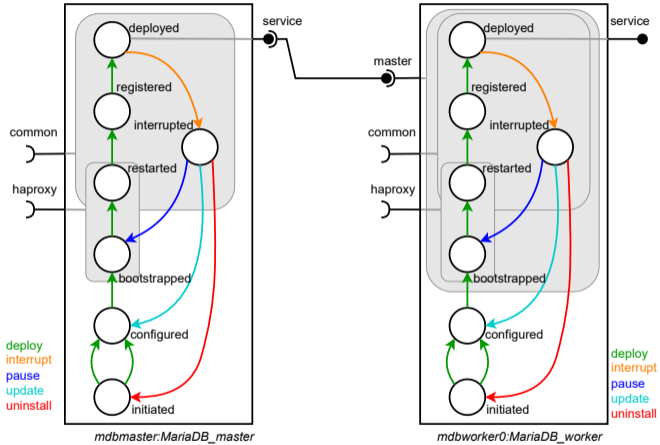 service
deployed
registered
interrupted
common
restarted
haproxy
bootstrapped
configured
deploy
interrupt
pause
update
uninstall
initiated
mdbmaster:MariaDB_master
service
deployed
master
registered
interrupted
common
restarted
haproxy
bootstrapped
configured
deploy
interrupt
pause
update
uninstall
initiated
mdbworker0:MariaDB_worker